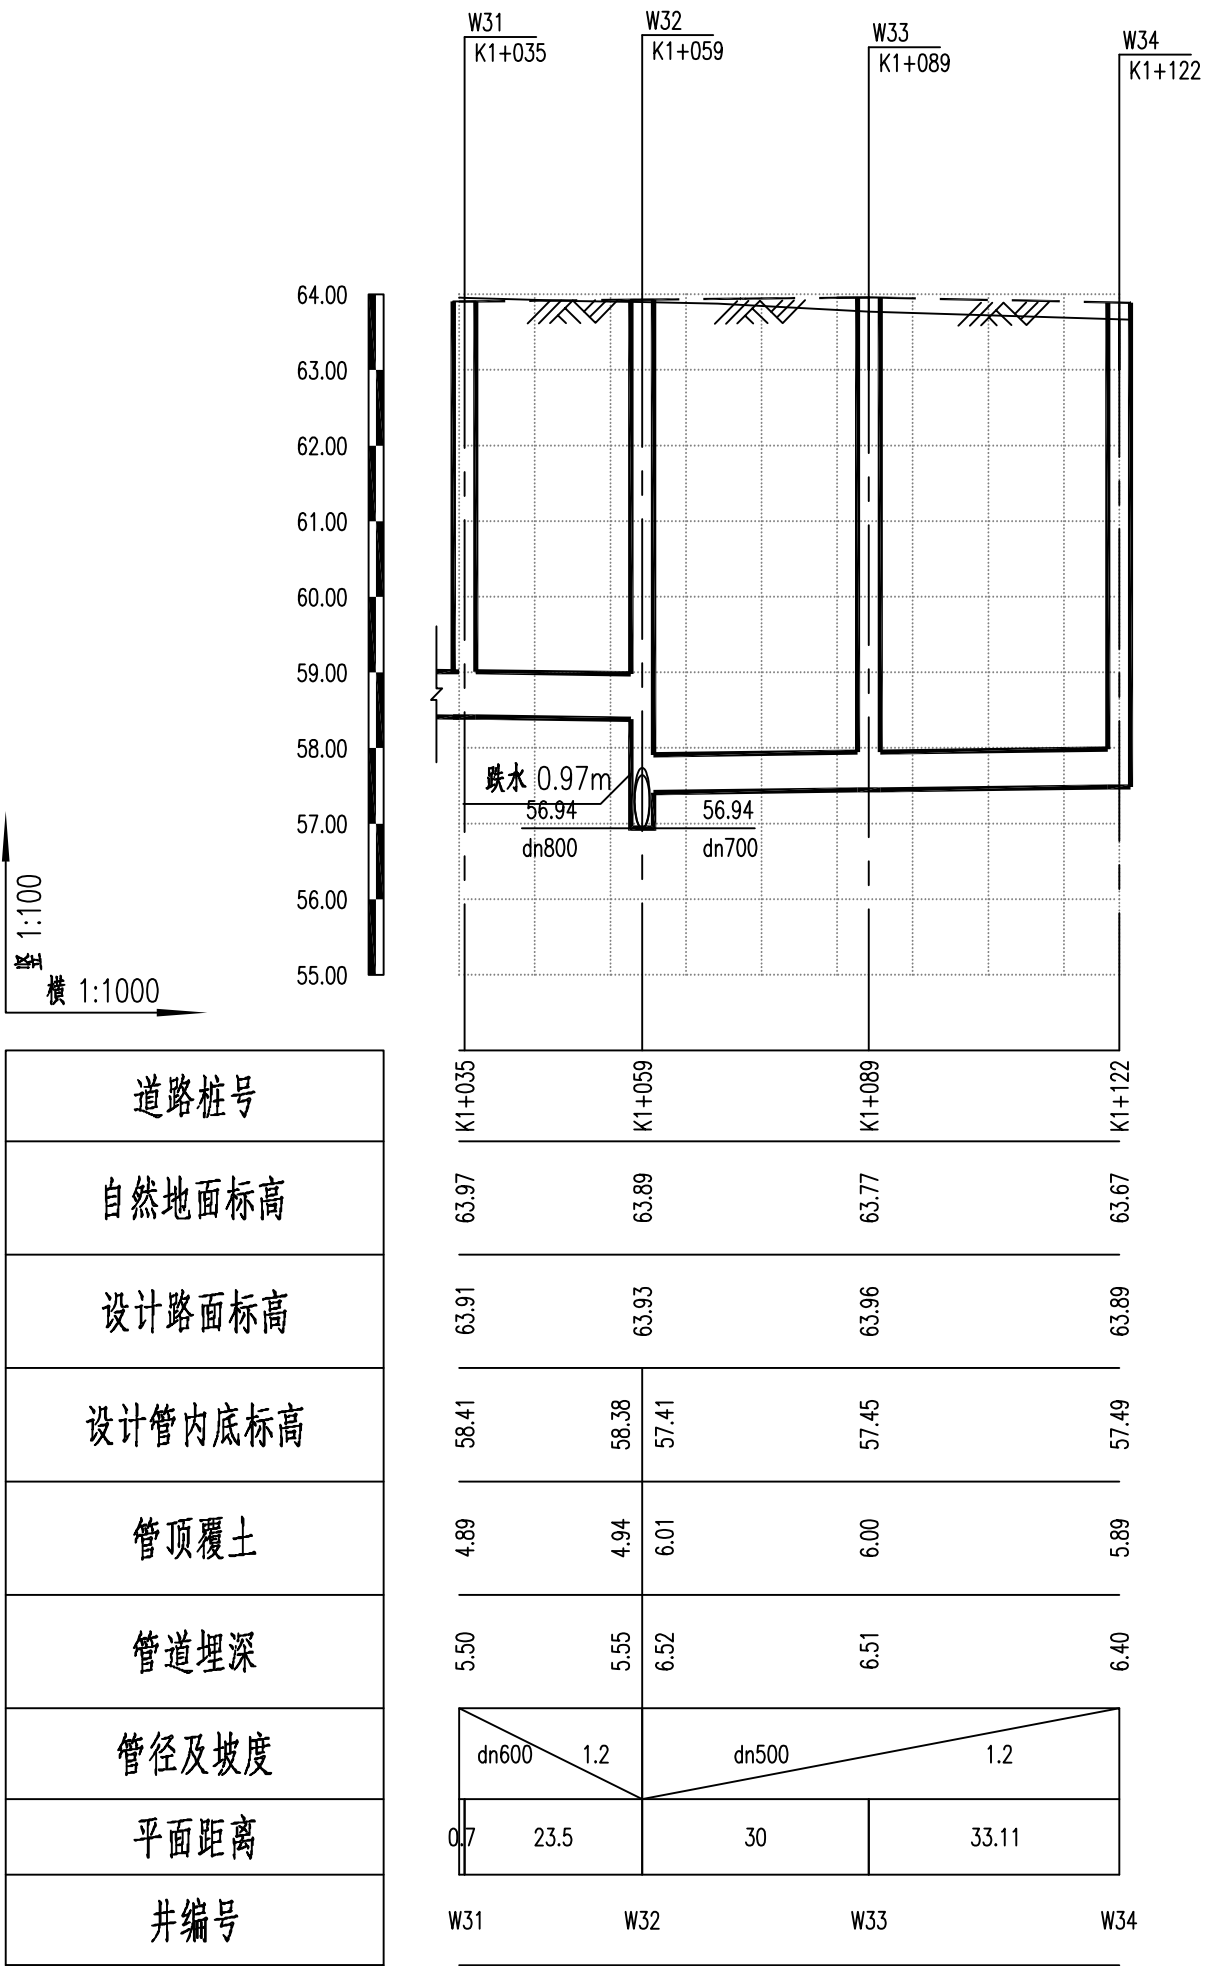 W31
K1+035
W32
K1+059
W33
K1+089
W34
K1+122
64.00
63.00
62.00
61.00
60.00
59.00
58.00
57.00
56.00
55.00
跌水 0.97m
56.94
dn800
56.94
dn700
竖 1:100
横 1:1000
道路桩号 K1+035 K1+059 K1+089 K1+122
自然地面标高 63.97 63.89 63.77 63.67
设计路面标高 63.91 63.93 63.96 63.89
设计管内底标高 58.41 58.38 57.41 57.45 57.49
管顶覆土 4.89 4.94 6.01 6.00 5.89
管道埋深 5.50 5.55 6.52 6.51 6.40
管径及坡度 dn600 1.2 dn500 1.2
平面距离 0.7 23.5 30 33.11
井编号 W31 W32 W33 W34